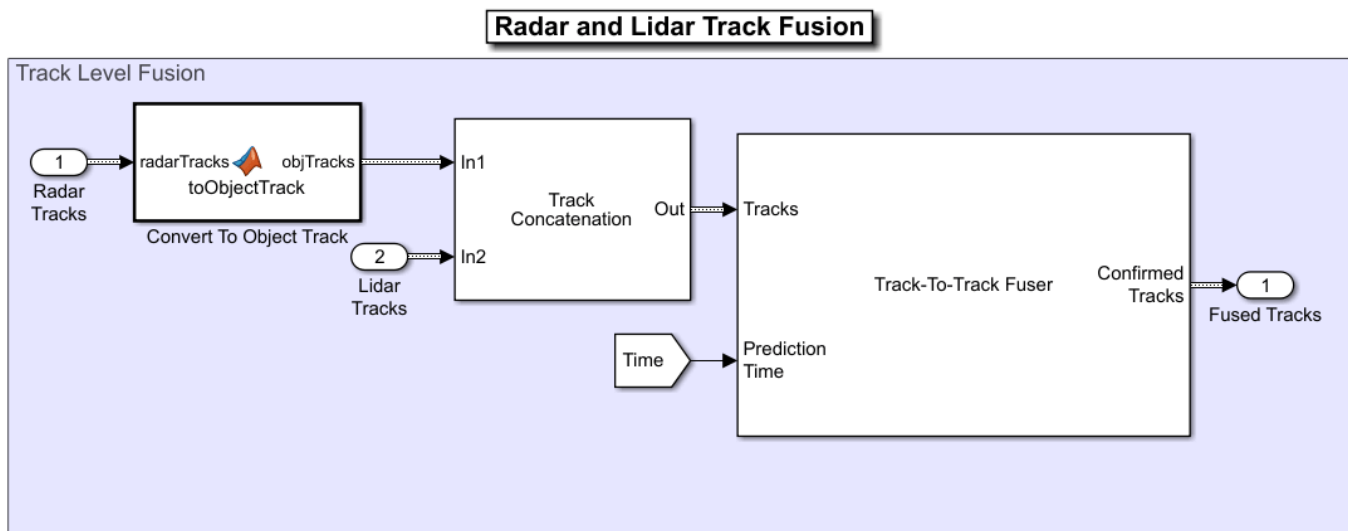 Radar and Lidar Track Fusion
Track Level Fusion
1
Radar
Tracks
radarTracks
objTracks
toObjectTrack
Convert To Object Track
2
Lidar
Tracks
In1
In2
Track
Concatenation
Out
Time
Tracks
Prediction
Time
Track-To-Track Fuser
Confirmed
Tracks
1
Fused Tracks